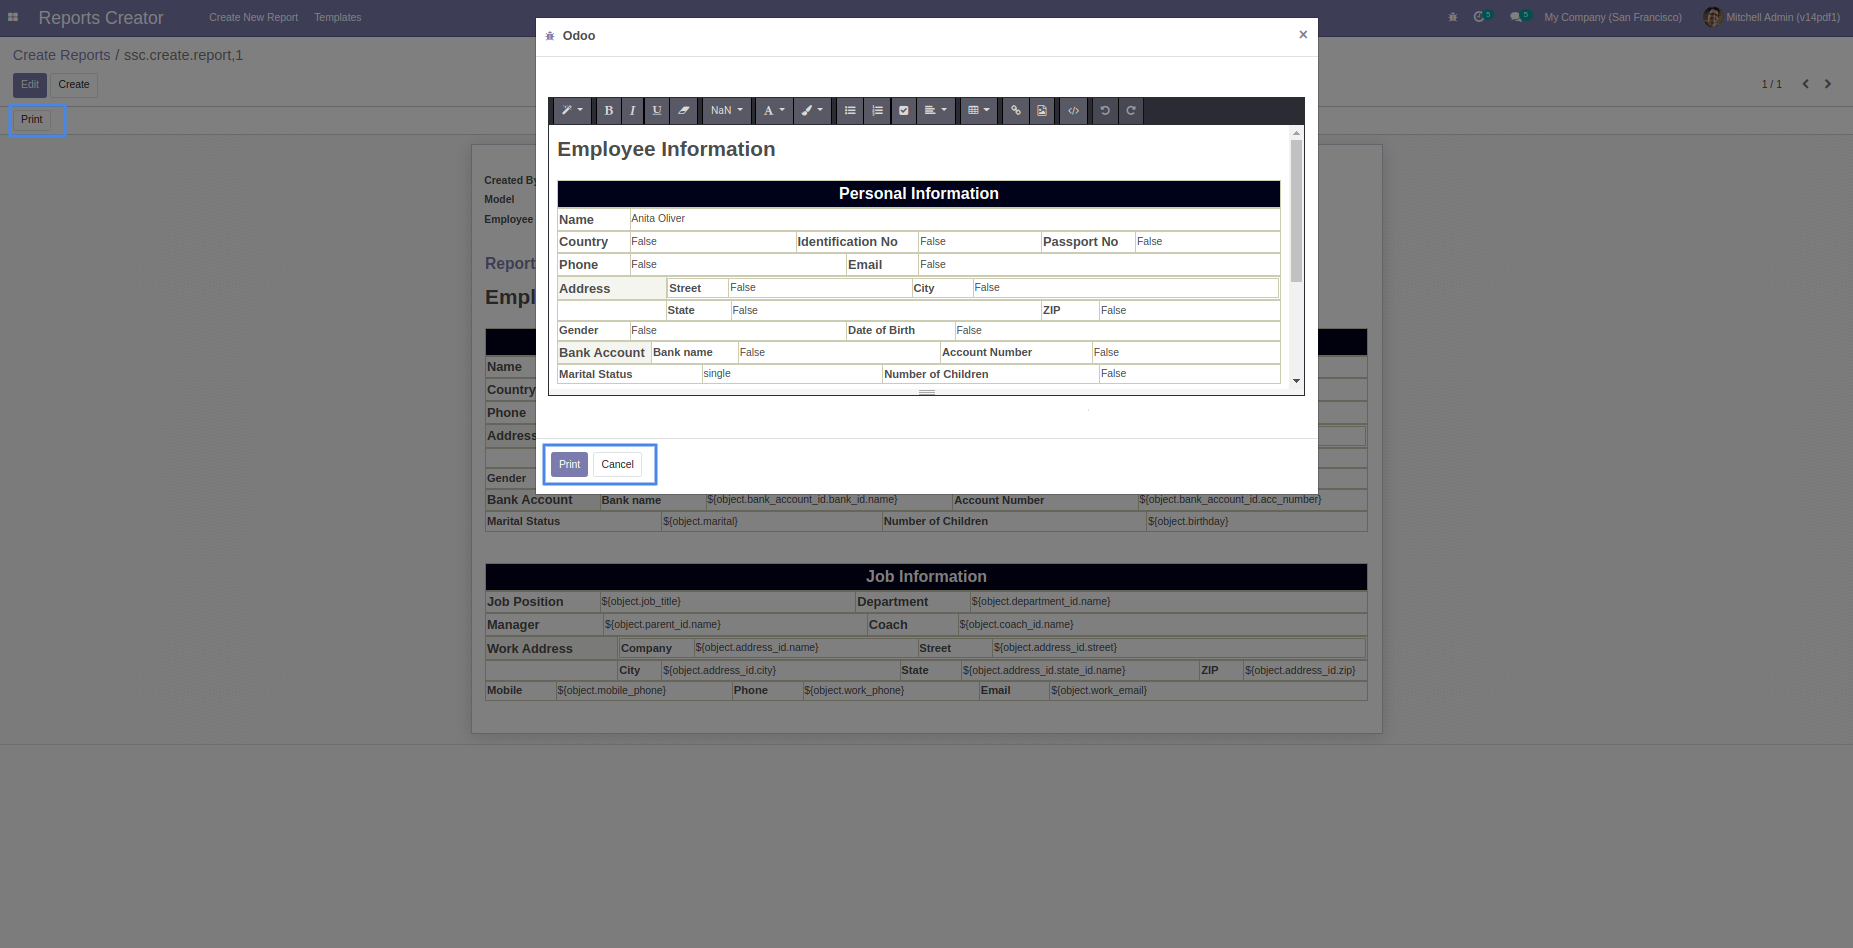 Reports Creator Create New Report Templates 5 5 My Company (San Francisco) Mitchell Admin (v14pdf1)
Create Reports / ssc.create.report,1
Edit Create 1 / 1
Print
Odoo ×
B I U NaN A
Employee Information
Personal Information
Name Anita Oliver
Country False Identification No False Passport No False
Phone False Email False
Address Street False City False
State False ZIP False
Gender False Date of Birth False
Bank Account Bank name False Account Number False
Marital Status single Number of Children False
Print Cancel
Created By
Model
Employee
Report
Empl
Name
Country
Phone
Address
Gender
Bank Account Bank name ${object.bank_account_id.bank_id.name} Account Number ${object.bank_account_id.acc_number}
Marital Status ${object.marital} Number of Children ${object.birthday}
Job Information
Job Position ${object.job_title} Department ${object.department_id.name}
Manager ${object.parent_id.name} Coach ${object.coach_id.name}
Work Address Company ${object.address_id.name} Street ${object.address_id.street}
City ${object.address_id.city} State ${object.address_id.state_id.name} ZIP ${object.address_id.zip}
Mobile ${object.mobile_phone} Phone ${object.work_phone} Email ${object.work_email}